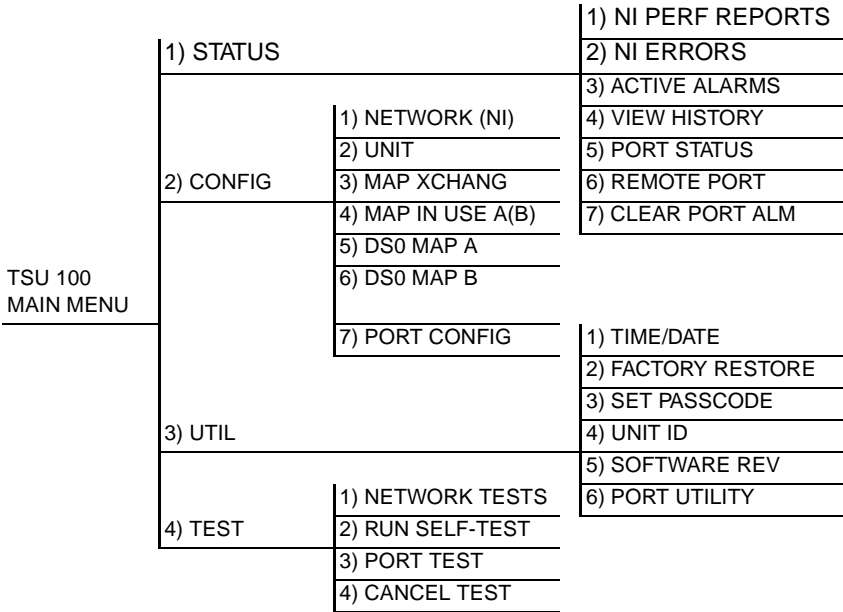 TSU 100
MAIN MENU
1) STATUS
1) NI PERF REPORTS
2) NI ERRORS
3) ACTIVE ALARMS
4) VIEW HISTORY
5) PORT STATUS
6) REMOTE PORT
7) CLEAR PORT ALM
2) CONFIG
1) NETWORK (NI)
2) UNIT
3) MAP XCHANG
4) MAP IN USE A(B)
5) DS0 MAP A
6) DS0 MAP B
7) PORT CONFIG
3) UTIL
1) TIME/DATE
2) FACTORY RESTORE
3) SET PASSCODE
4) UNIT ID
5) SOFTWARE REV
6) PORT UTILITY
4) TEST
1) NETWORK TESTS
2) RUN SELF-TEST
3) PORT TEST
4) CANCEL TEST